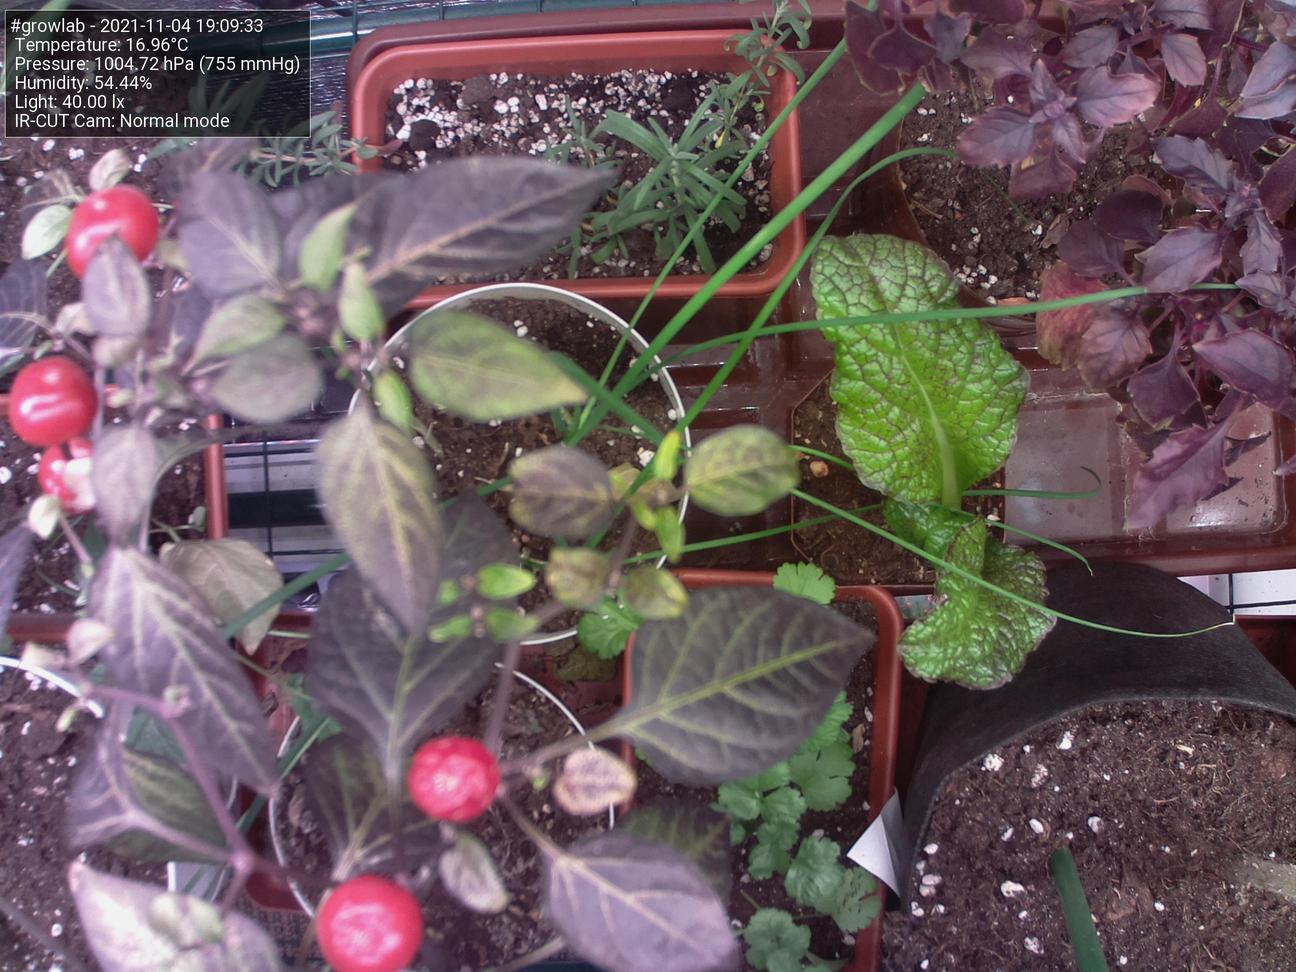 #growlab - 2021-11-04 19:09:33
Temperature: 16.96°C
Pressure: 1004.72 hPa (755 mmHg)
Humidity: 54.44%
Light: 40.00 lx
IR-CUT Cam: Normal mode